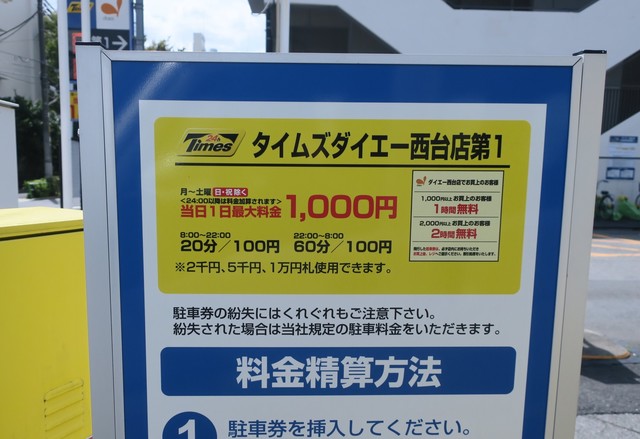 Times
タイムズダイエー西台店第1
月～土曜 日・祝除く
<24:00以降は料金加算されます>
当日1日最大料金 1,000円
8:00～22:00
20分／100円
22:00～8:00
60分／100円
※2千円、5千円、1万円札使用できます。
ダイエー西台店でお買上のお客様
1,000円以上 お買上のお客様
1時間無料
2,000円以上 お買上のお客様
2時間無料
駐車券の紛失にはくれぐれもご注意下さい。
紛失された場合は当社規定の駐車料金をいただきます。
料金精算方法
1 駐車券を挿入してください。